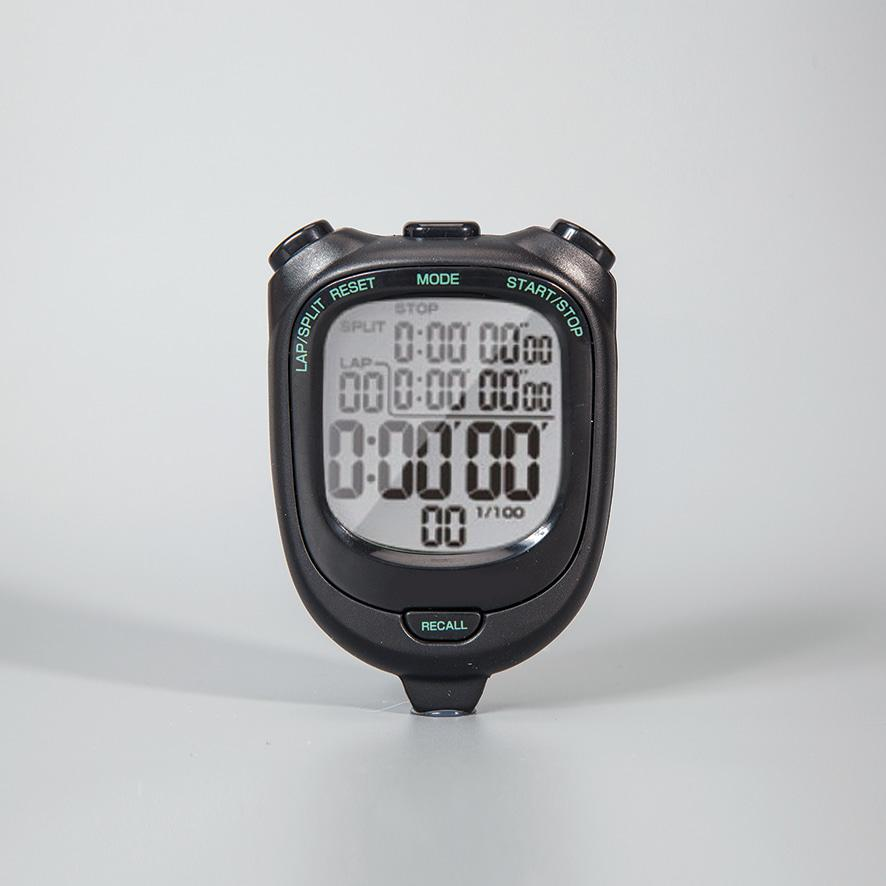 LAP/SPLIT RESET
MODE
START/STOP
STOP
SPLIT 0:00'00"00
LAP
00 0:00'00"00
0:00'00"
00 1/100
RECALL